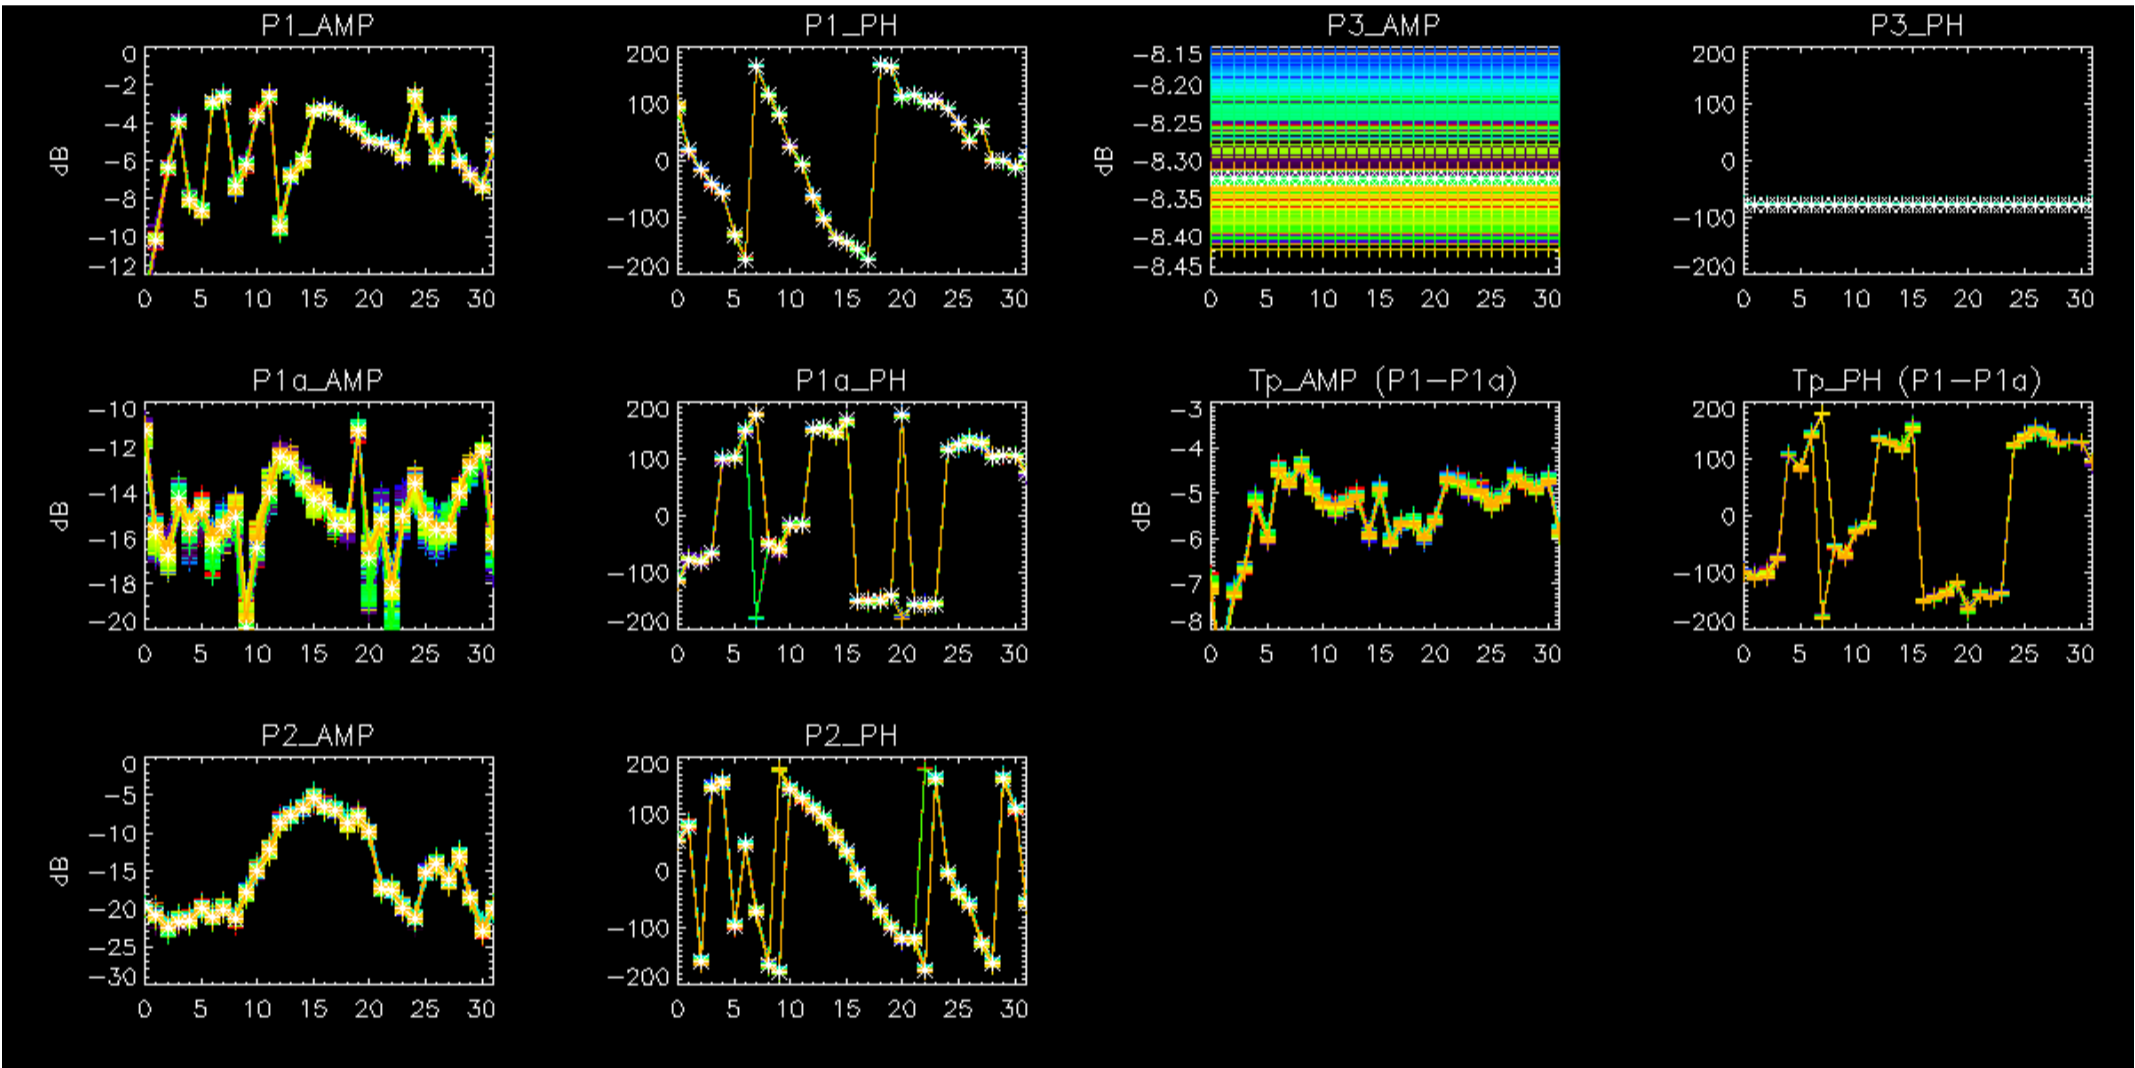 P1_AMP
P1_PH
P3_AMP
P3_PH
0
-2
-4
-6
-8
-10
-12
dB
0 5 10 15 20 25 30
200
100
0
-100
-200
0 5 10 15 20 25 30
-8.15
-8.20
-8.25
-8.30
-8.35
-8.40
-8.45
dB
0 5 10 15 20 25 30
200
100
0
-100
-200
0 5 10 15 20 25 30
P1a_AMP
P1a_PH
Tp_AMP (P1-P1a)
Tp_PH (P1-P1a)
-10
-12
-14
-16
-18
-20
dB
0 5 10 15 20 25 30
200
100
0
-100
-200
0 5 10 15 20 25 30
-3
-4
-5
-6
-7
-8
dB
0 5 10 15 20 25 30
200
100
0
-100
-200
0 5 10 15 20 25 30
P2_AMP
P2_PH
0
-5
-10
-15
-20
-25
-30
dB
0 5 10 15 20 25 30
200
100
0
-100
-200
0 5 10 15 20 25 30